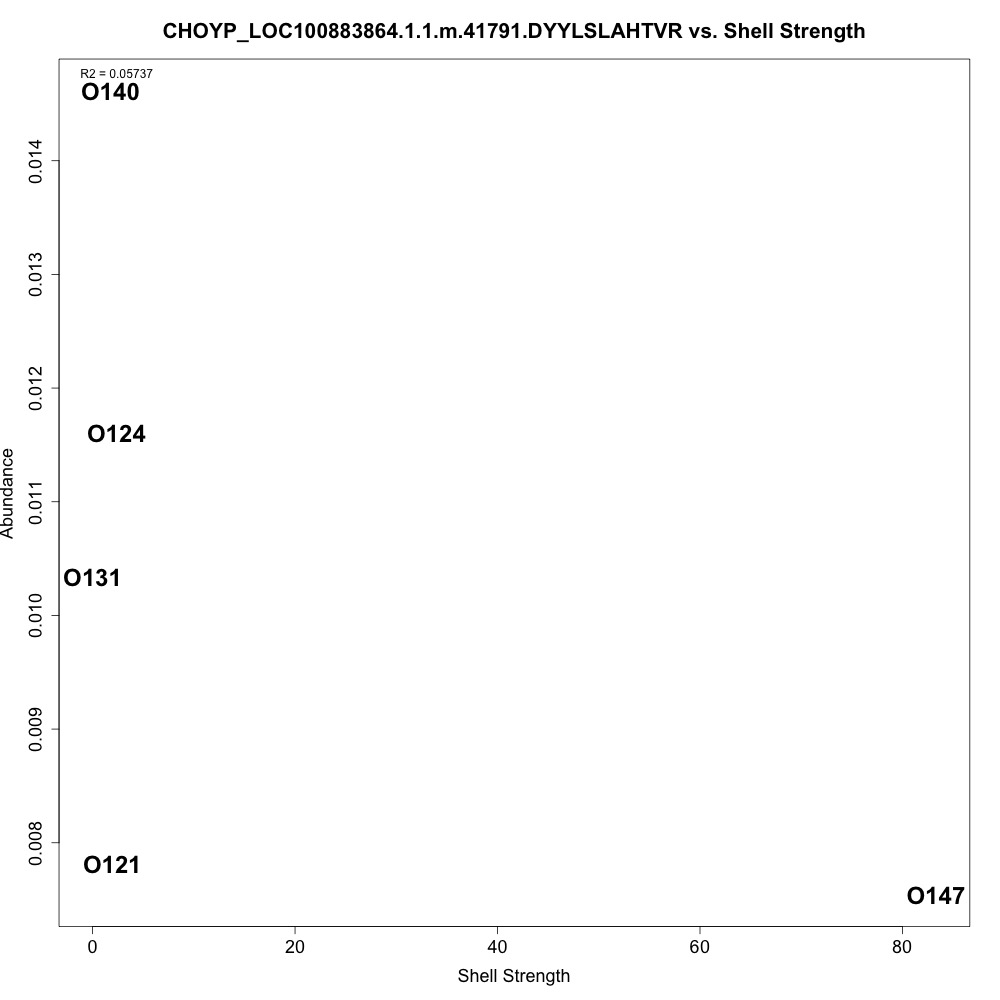 CHOYP_LOC100883864.1.1.m.41791.DYYLSLAHTVR vs. Shell Strength
R2 = 0.05737
O140
0.014
0.013
0.012
O124
Abundance
0.011
O131
0.010
0.009
0.008
O121
O147
0 20 40 60 80
Shell Strength